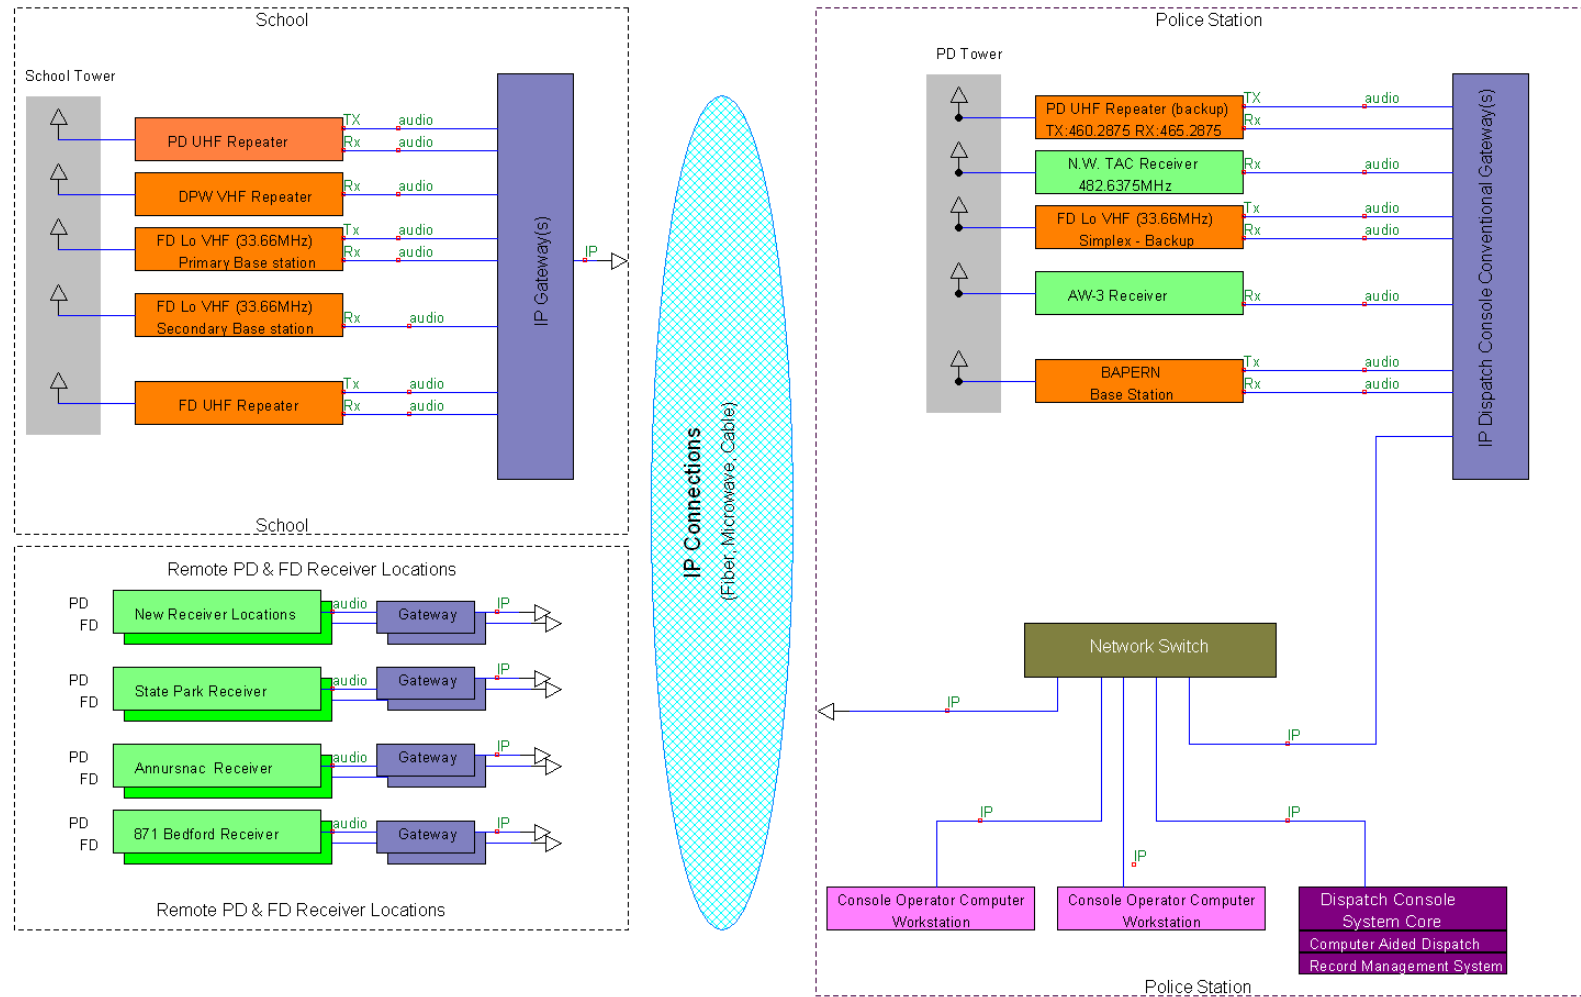 School
School Tower
PD UHF Repeater
TX
audio
Rx
audio
DPW VHF Repeater
Rx
audio
FD Lo VHF (33.66MHz)
Primary Base station
Tx
audio
Rx
audio
FD Lo VHF (33.66MHz)
Secondary Base station
Rx
audio
FD UHF Repeater
Tx
audio
Rx
audio
IP Gateway(s)
IP
School
Remote PD & FD Receiver Locations
PD
FD
New Receiver Locations
audio
Gateway
IP
PD
FD
State Park Receiver
audio
Gateway
IP
PD
FD
Annursnac Receiver
audio
Gateway
IP
PD
FD
871 Bedford Receiver
audio
Gateway
IP
Remote PD & FD Receiver Locations
IP Connections
(Fiber, Microwave, Cable)
Police Station
PD Tower
PD UHF Repeater (backup)
TX:460.2875 RX:465.2875
TX
audio
Rx
N.W. TAC Receiver
482.6375MHz
Rx
audio
FD Lo VHF (33.66MHz)
Simplex - Backup
Tx
audio
Rx
audio
AW-3 Receiver
Rx
audio
BAPERN
Base Station
Tx
audio
Rx
audio
IP Dispatch Console Conventional Gateway(s)
Network Switch
IP
IP
IP
IP
IP
Console Operator Computer
Workstation
Console Operator Computer
Workstation
Dispatch Console
System Core
Computer Aided Dispatch
Record Management System
Police Station